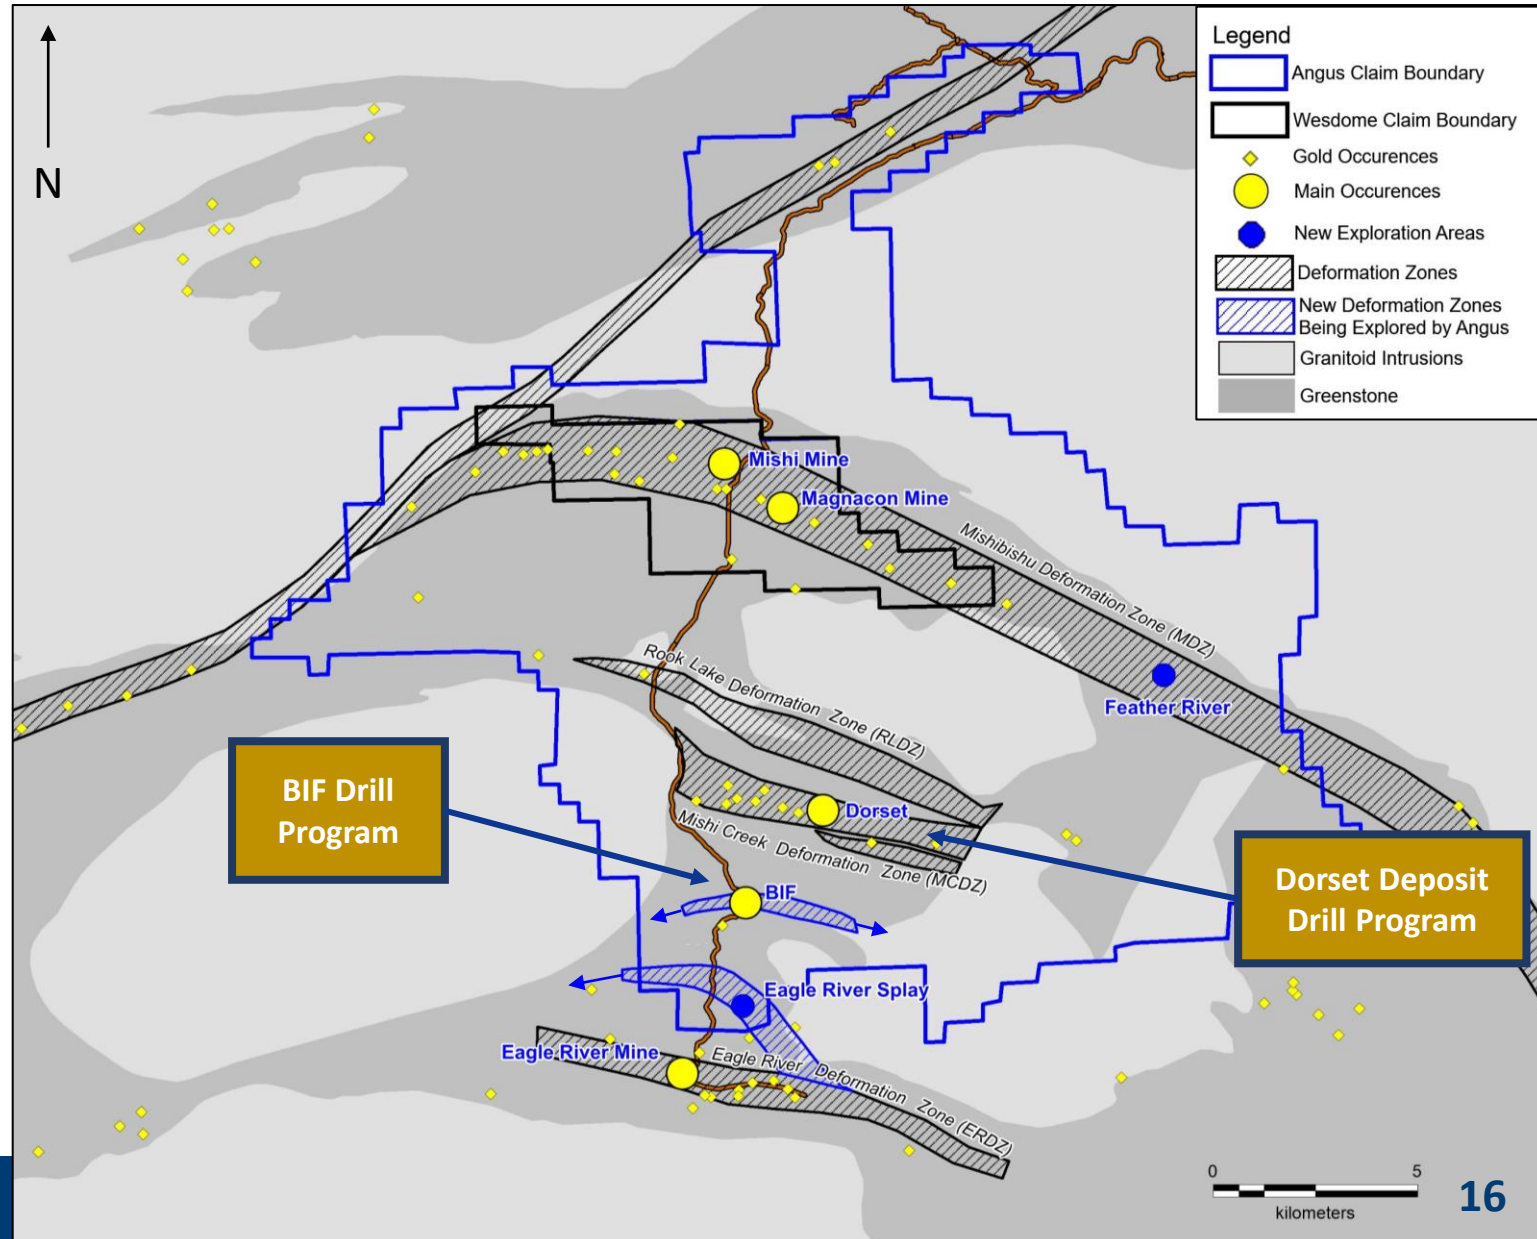 N
Legend
Angus Claim Boundary
Wesdome Claim Boundary
Gold Occurences
Main Occurences
New Exploration Areas
Deformation Zones
New Deformation Zones
Being Explored by Angus
Granitoid Intrusions
Greenstone
Mishi Mine
Magnacon Mine
Mishibishu Deformation Zone (MDZ)
Rook Lake Deformation Zone (RLDZ)
Feather River
BIF Drill
Program
Dorset
Mishi Creek Deformation Zone (MCDZ)
Dorset Deposit
Drill Program
BIF
Eagle River Splay
Eagle River Mine
Eagle River Deformation Zone (ERDZ)
0 5
kilometers
16